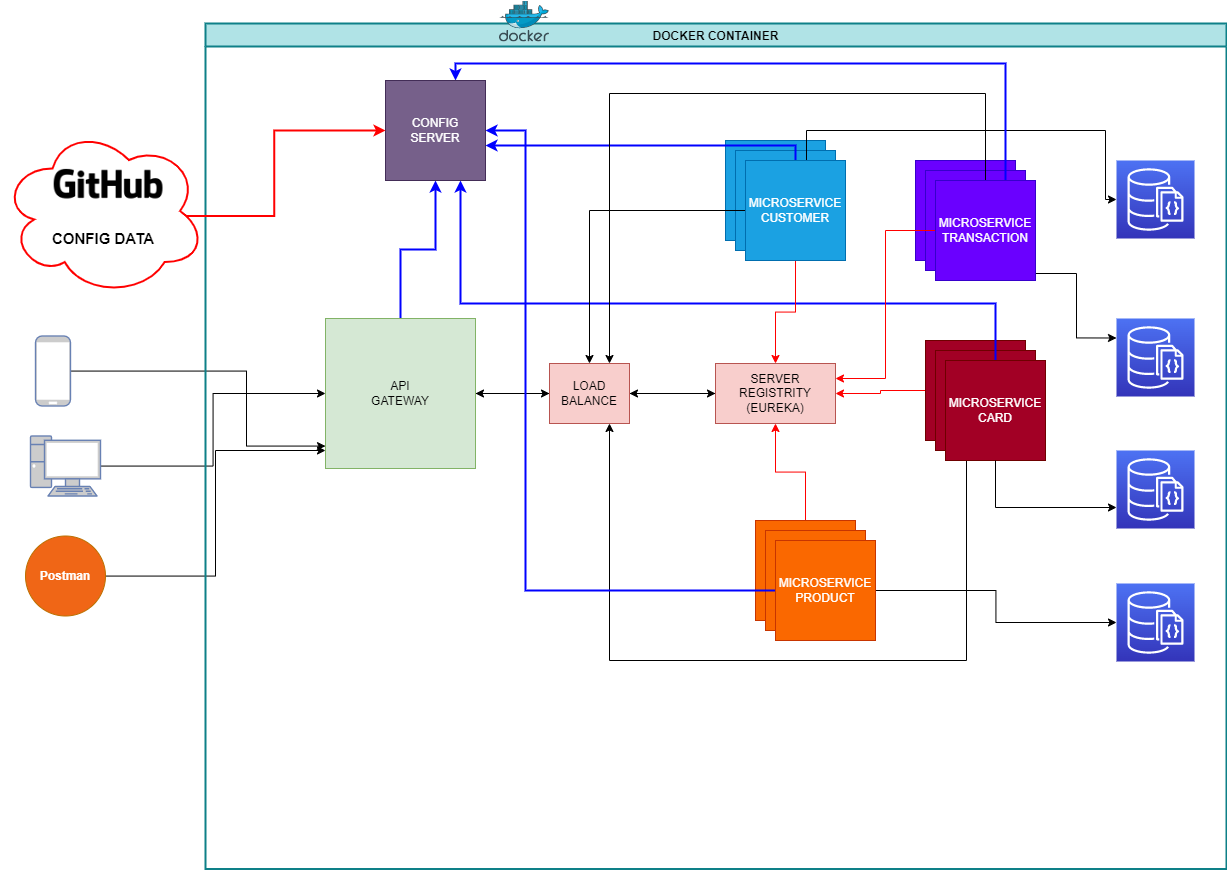 docker
DOCKER CONTAINER
CONFIG
SERVER
GitHub
CONFIG DATA
MICROSERVICE
CUSTOMER
MICROSERVICE
TRANSACTION
API
GATEWAY
LOAD
BALANCE
SERVER
REGISTRITY
(EUREKA)
MICROSERVICE
CARD
Postman
MICROSERVICE
PRODUCT